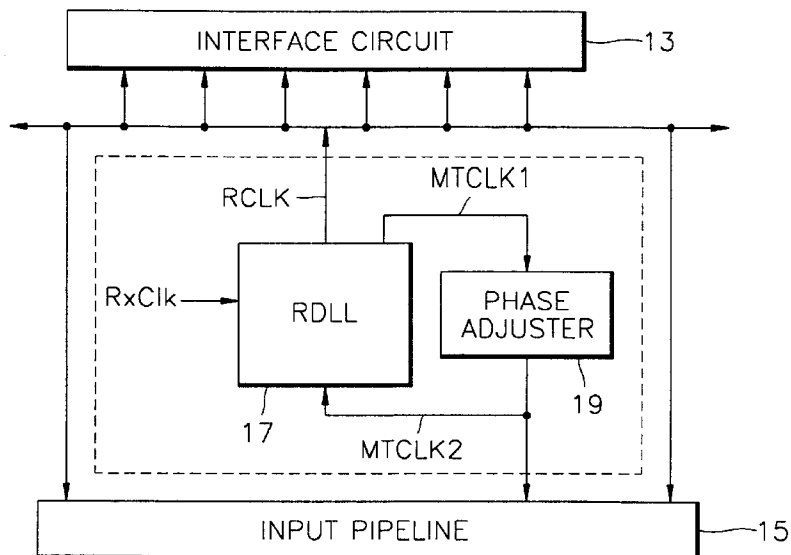 INTERFACE CIRCUIT
13
RCLK
MTCLK1
RxClk
RDLL
PHASE
ADJUSTER
17
19
MTCLK2
INPUT PIPELINE
15